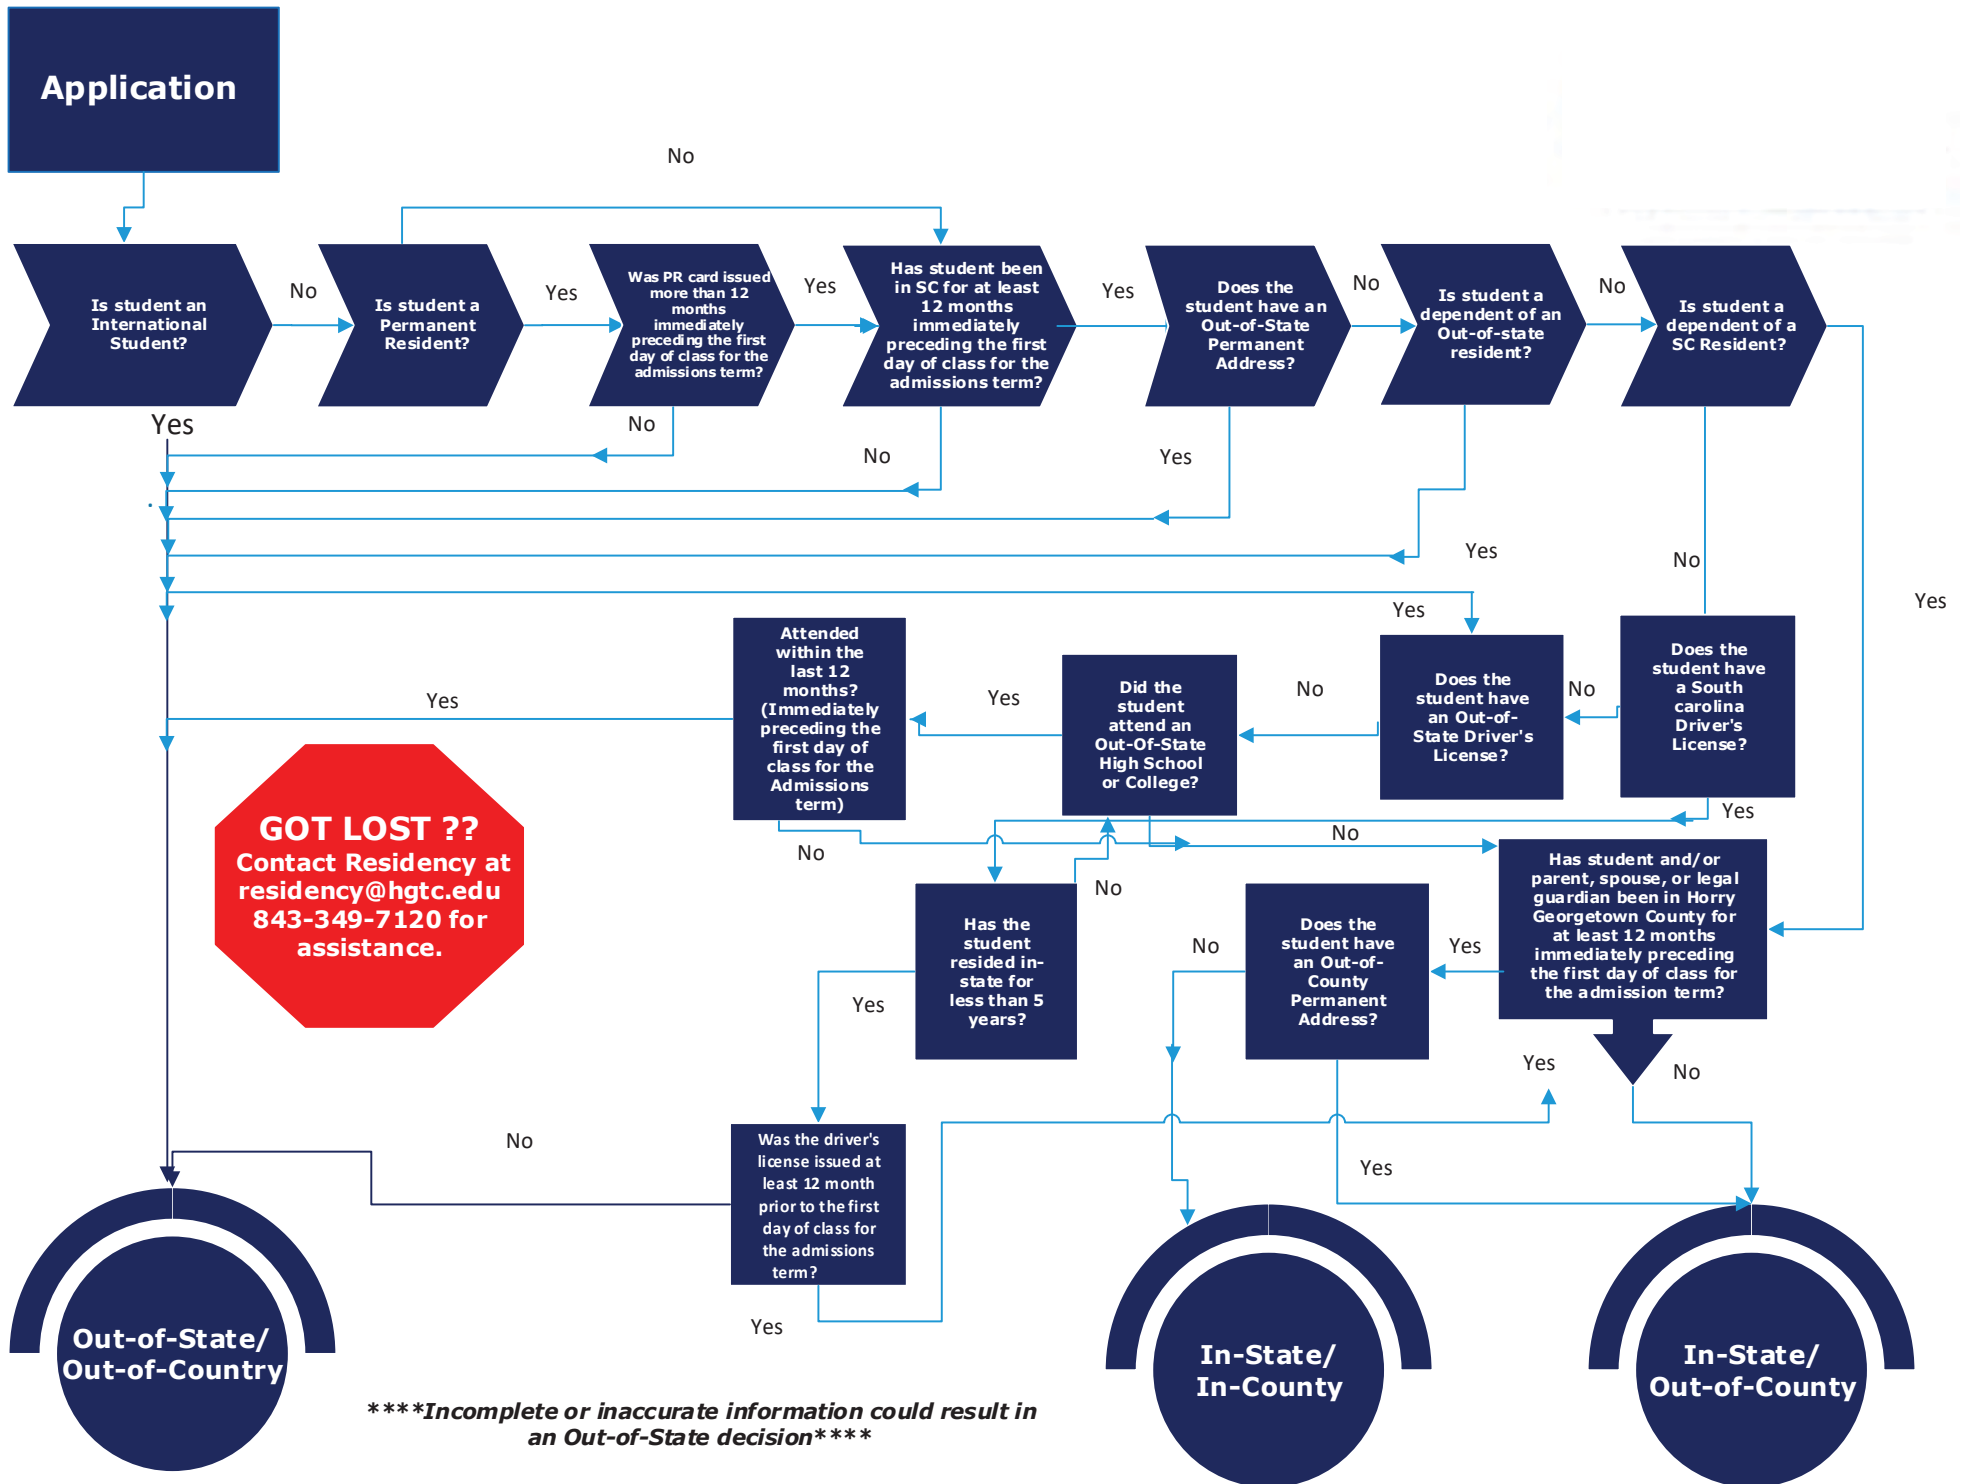 Application
No
Is student an
International
Student?
No
Is student a
Permanent
Resident?
Yes
Was PR card issued
more than 12
months
immediately
preceding the first
day of class for the
admissions term?
Yes
Has student been
in SC for at least
12 months
immediately
preceding the first
day of class for the
admissions term?
Yes
Does the
student have an
Out-of-State
Permanent
Address?
No
Is student a
dependent of an
Out-of-state
resident?
No
Is student a
dependent of a
SC Resident?
Yes
No
No
Yes
Yes
No
Yes
Yes
Attended
within the
last 12
months?
(Immediately
preceding the
first day of
class for the
Admissions
term)
Yes
Yes
Did the
student
attend an
Out-Of-State
High School
or College?
No
Does the
student have
an Out-of-
State Driver's
License?
No
Does the
student have
a South
carolina
Driver's
License?
Yes
No
No
No
GOT LOST ??
Contact Residency at
residency@hgtc.edu
843-349-7120 for
assistance.
Has the
student
resided in-
state for
less than 5
years?
Yes
No
Does the
student have
an Out-of-
County
Permanent
Address?
Yes
Has student and/or
parent, spouse, or legal
guardian been in Horry
Georgetown County for
at least 12 months
immediately preceding
the first day of class for
the admission term?
Yes
No
No
Was the driver's
license issued at
least 12 month
prior to the first
day of class for
the admissions
term?
Yes
Yes
Out-of-State/
Out-of-Country
In-State/
In-County
In-State/
Out-of-County
****Incomplete or inaccurate information could result in
an Out-of-State decision****